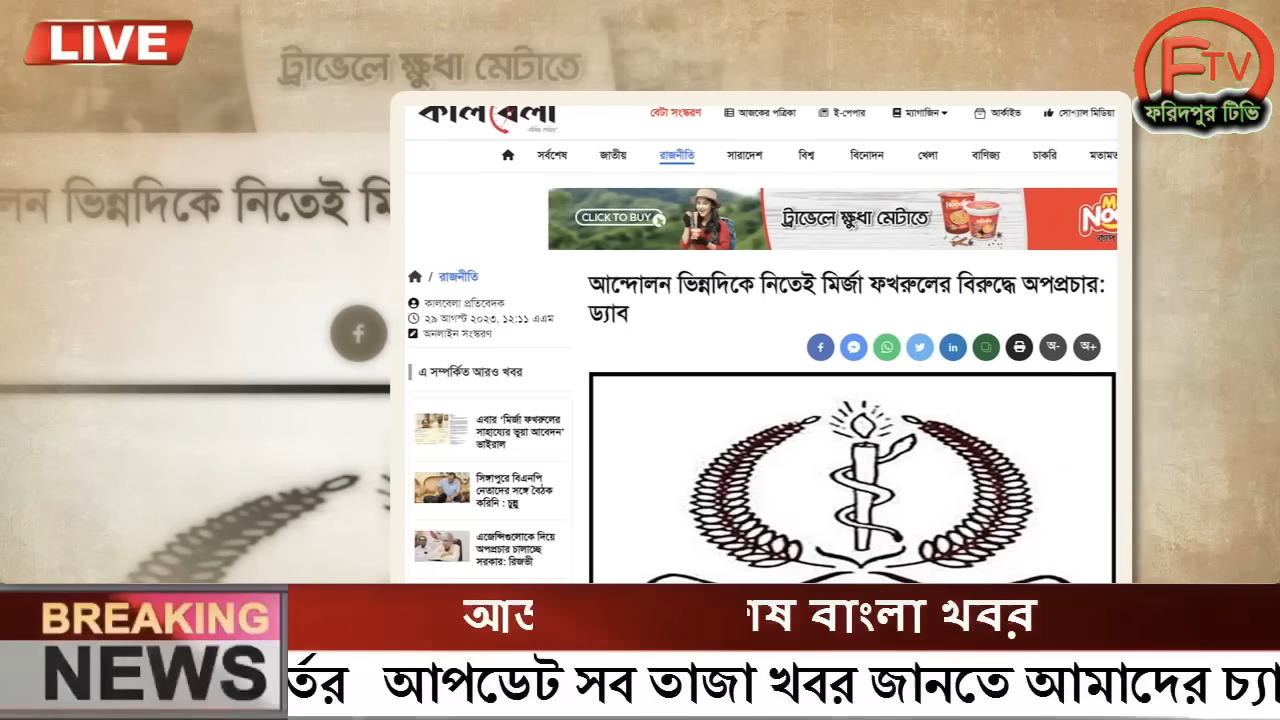 LIVE
ট্রাভেলে ক্ষুধা মেটাতে
FTV
ফরিদপুর টিভি
কালবেলা
বেটা সংস্করণ আজকের পত্রিকা ই-পেপার ম্যাগাজিন আর্কাইভ সোশ্যাল মিডিয়া
সর্বশেষ জাতীয় রাজনীতি সারাদেশ বিশ্ব বিনোদন খেলা বাণিজ্য চাকরি মতামত
CLICK TO BUY ট্রাভেলে ক্ষুধা মেটাতে
লন ভিন্নদিকে নিতেই মি
/ রাজনীতি
আন্দোলন ভিন্নদিকে নিতেই মির্জা ফখরুলের বিরুদ্ধে অপপ্রচার:
ড্যাব
কালবেলা প্রতিবেদক
২৯ আগস্ট ২০২৩, ১২:১১ এএম
অনলাইন সংস্করণ
f in অ- অ+
এ সম্পর্কিত আরও খবর
এবার ‘মির্জা ফখরুলের
সাহায্যের ভুয়া আবেদন’
ভাইরাল
সিঙ্গাপুরে বিএনপি
নেতাদের সঙ্গে বৈঠক
করিনি : চুন্নু
এজেন্সিগুলোকে দিয়ে
অপপ্রচার চালাচ্ছে
সরকার: রিজভী
BREAKING
NEWS
বাংলা খবর
র্তের আপডেট সব তাজা খবর জানতে আমাদের চ্যা